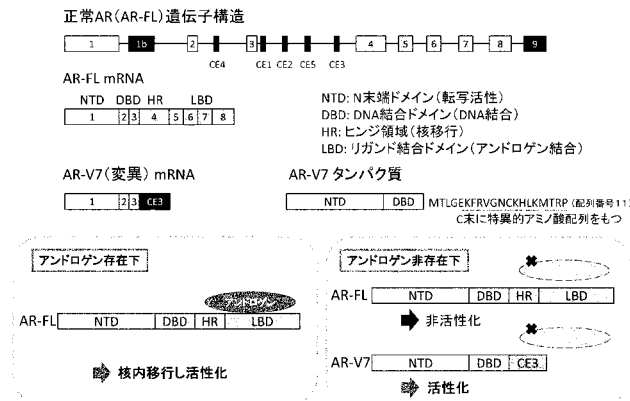 正常AR(AR-FL)遺伝子構造
1 1b 2 3 4 5 6 7 8 9
CE4 CE1 CE2 CE5 CE3
AR-FL mRNA
NTD DBD HR LBD
1 2 3 4 5 6 7 8
NTD: N末端ドメイン(転写活性)
DBD: DNA結合ドメイン(DNA結合)
HR: ヒンジ領域(核移行)
LBD: リガンド結合ドメイン(アンドロゲン結合)
AR-V7(変異) mRNA
1 2 3 CE3
AR-V7 タンパク質
NTD DBD MTLGEKFRVGNCKHLKMTRP (配列番号11)
C末に特異的アミノ酸配列をもつ
アンドロゲン存在下
AR-FL NTD DBD HR LBD
核内移行し活性化
アンドロゲン非存在下
AR-FL NTD DBD HR LBD
非活性化
AR-V7 NTD DBD CE3
活性化